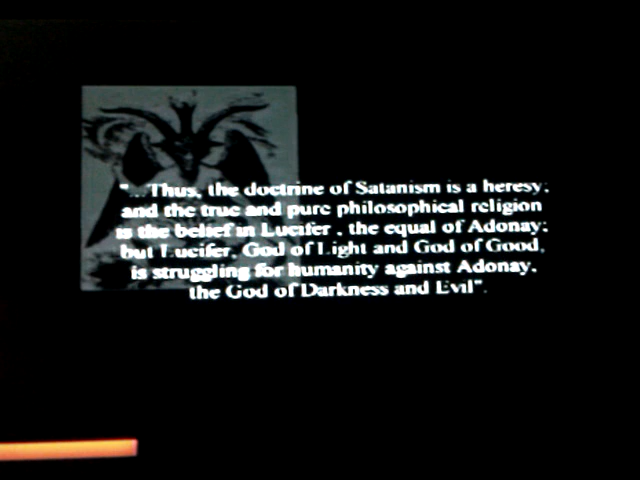 "...Thus, the doctrine of Satanism is a heresy;
and the true and pure philosophical religion
is the belief in Lucifer , the equal of Adonay;
but Lucifer, God of Light and God of Good,
is struggling for humanity against Adonay,
the God of Darkness and Evil".